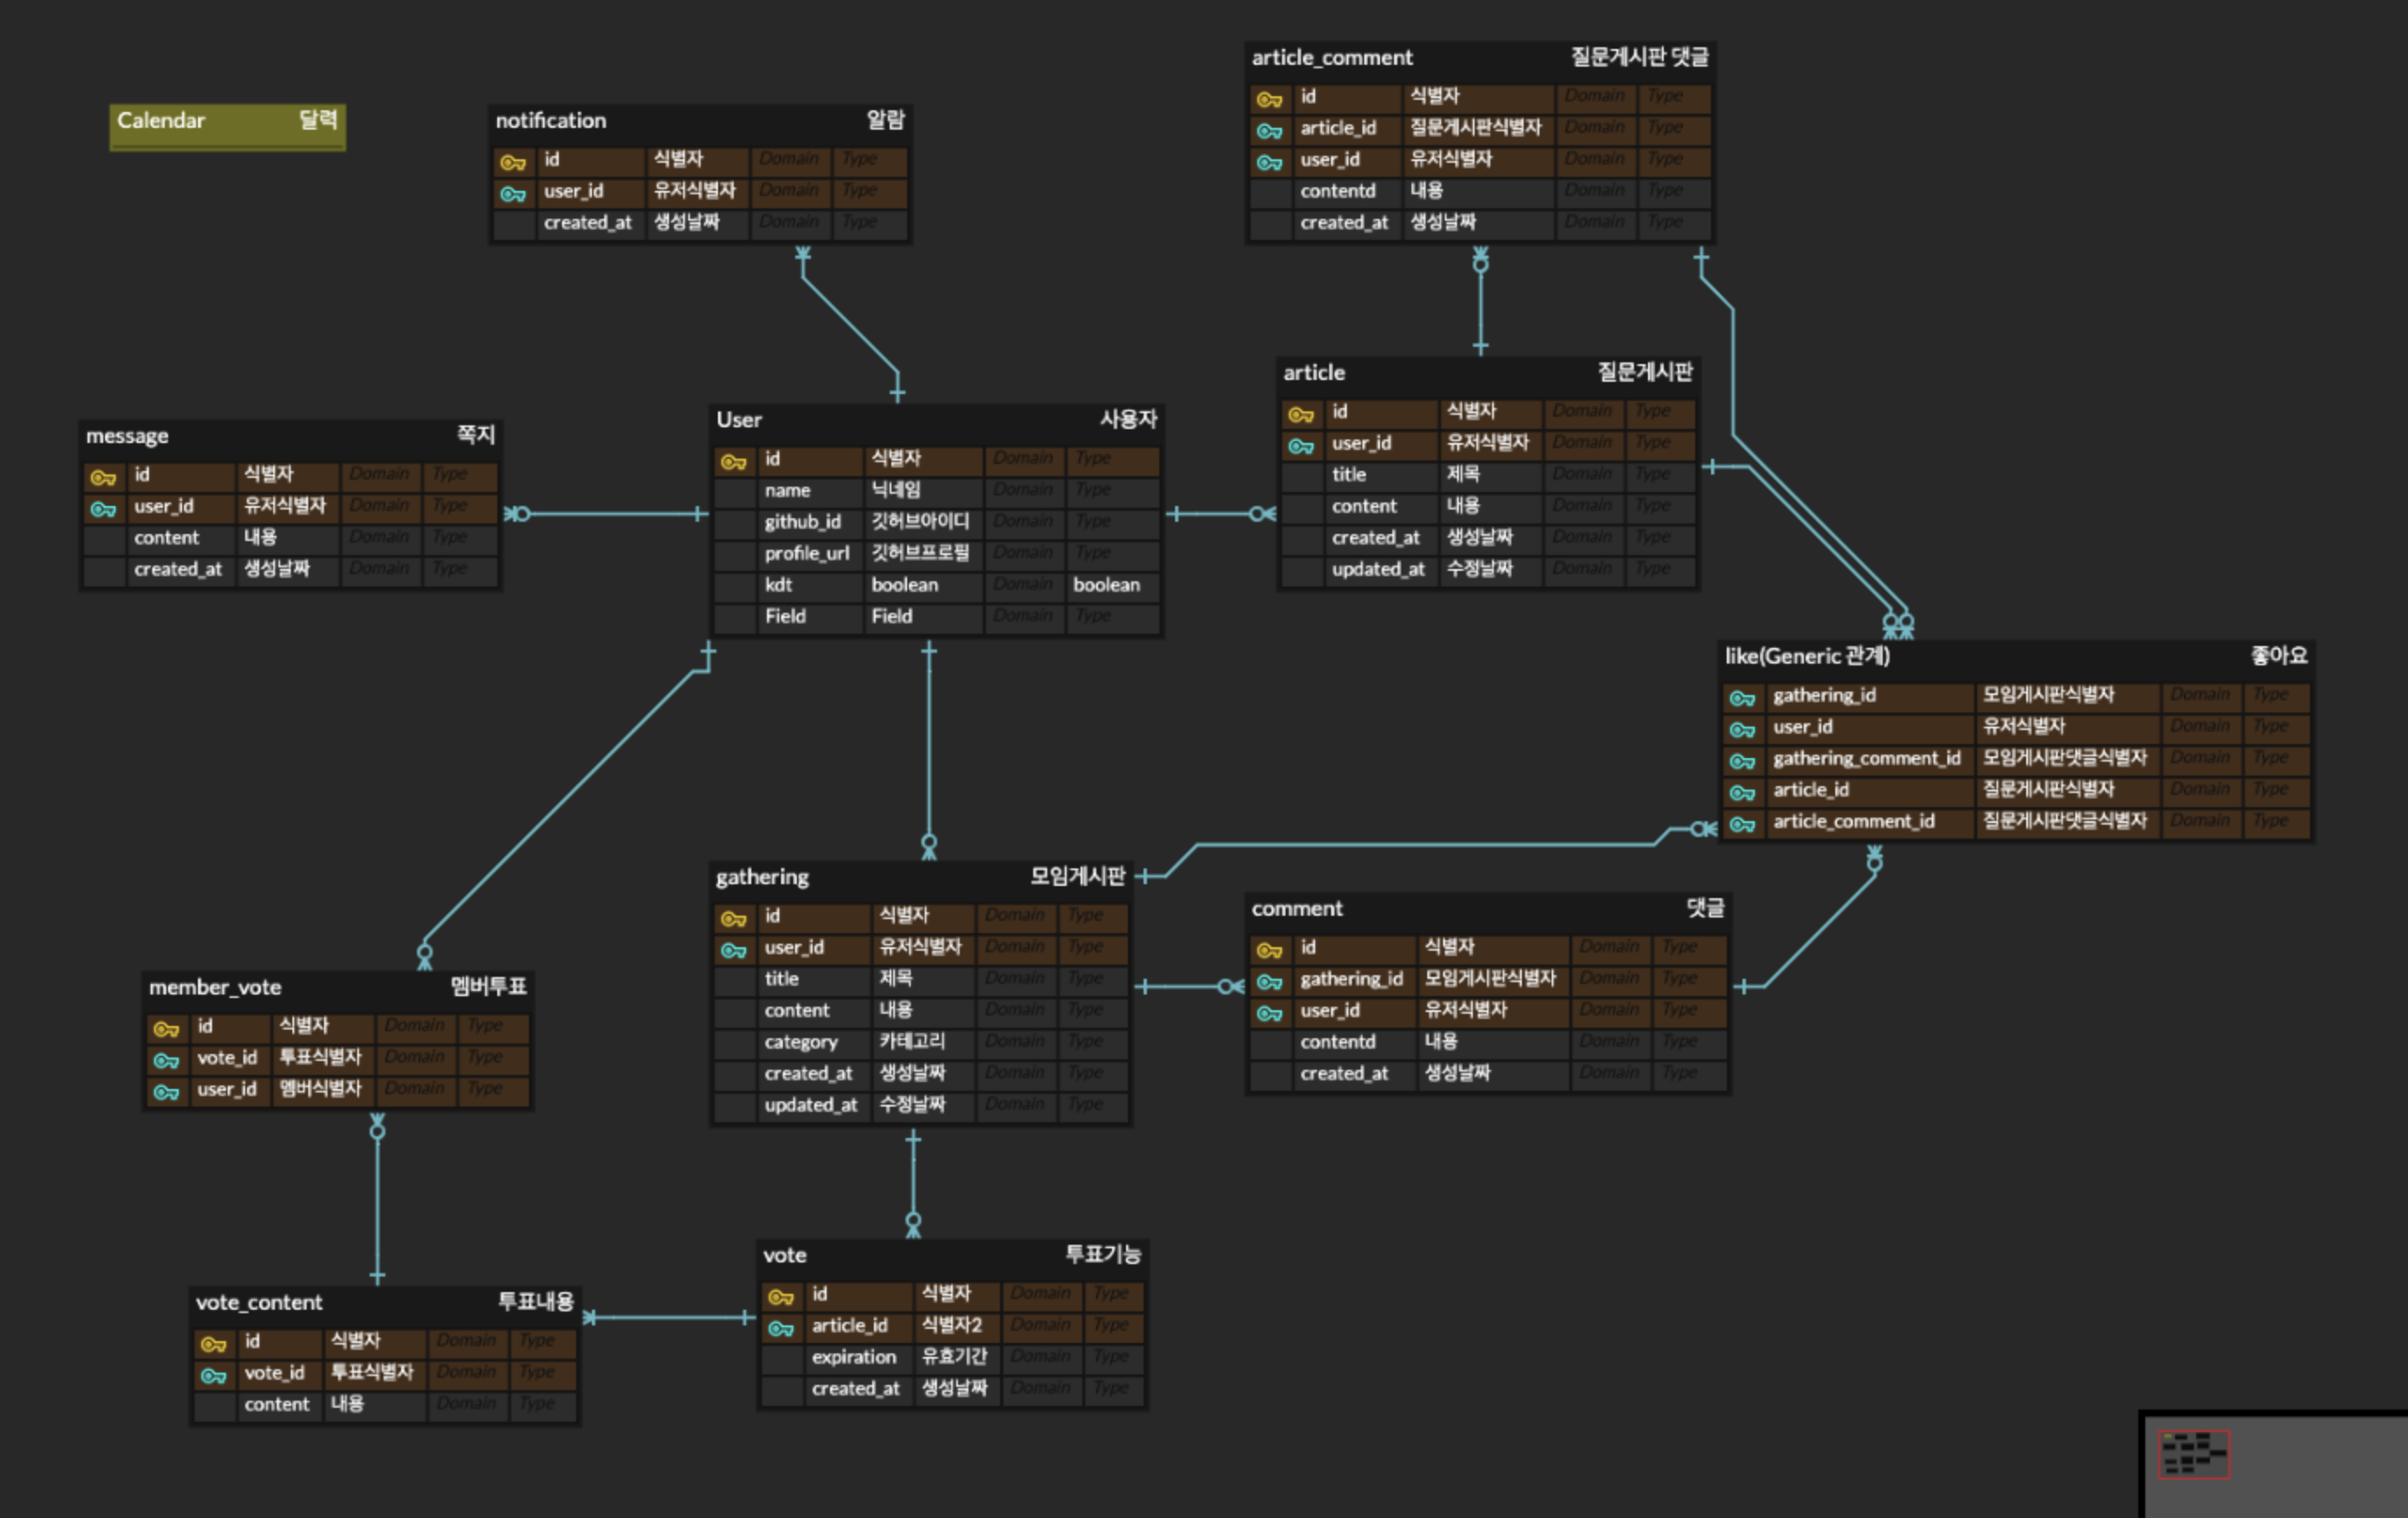 Calendar 달력
notification 알람
id 식별자 Domain Type
user_id 유저식별자 Domain Type
created_at 생성날짜 Domain Type
article_comment 질문게시판 댓글
id 식별자 Domain Type
article_id 질문게시판식별자 Domain Type
user_id 유저식별자 Domain Type
contentd 내용 Domain Type
created_at 생성날짜 Domain Type
message 쪽지
id 식별자 Domain Type
user_id 유저식별자 Domain Type
content 내용 Domain Type
created_at 생성날짜 Domain Type
User 사용자
id 식별자 Domain Type
name 닉네임 Domain Type
github_id 깃허브아이디 Domain Type
profile_url 깃허브프로필 Domain Type
kdt boolean Domain boolean
Field Field Domain Type
article 질문게시판
id 식별자 Domain Type
user_id 유저식별자 Domain Type
title 제목 Domain Type
content 내용 Domain Type
created_at 생성날짜 Domain Type
updated_at 수정날짜 Domain Type
like(Generic 관계) 좋아요
gathering_id 모임게시판식별자 Domain Type
user_id 유저식별자 Domain Type
gathering_comment_id 모임게시판댓글식별자 Domain Type
article_id 질문게시판식별자 Domain Type
article_comment_id 질문게시판댓글식별자 Domain Type
member_vote 멤버투표
id 식별자 Domain Type
vote_id 투표식별자 Domain Type
user_id 멤버식별자 Domain Type
gathering 모임게시판
id 식별자 Domain Type
user_id 유저식별자 Domain Type
title 제목 Domain Type
content 내용 Domain Type
category 카테고리 Domain Type
created_at 생성날짜 Domain Type
updated_at 수정날짜 Domain Type
comment 댓글
id 식별자 Domain Type
gathering_id 모임게시판식별자 Domain Type
user_id 유저식별자 Domain Type
contentd 내용 Domain Type
created_at 생성날짜 Domain Type
vote_content 투표내용
id 식별자 Domain Type
vote_id 투표식별자 Domain Type
content 내용 Domain Type
vote 투표기능
id 식별자 Domain Type
article_id 식별자2 Domain Type
expiration 유효기간 Domain Type
created_at 생성날짜 Domain Type